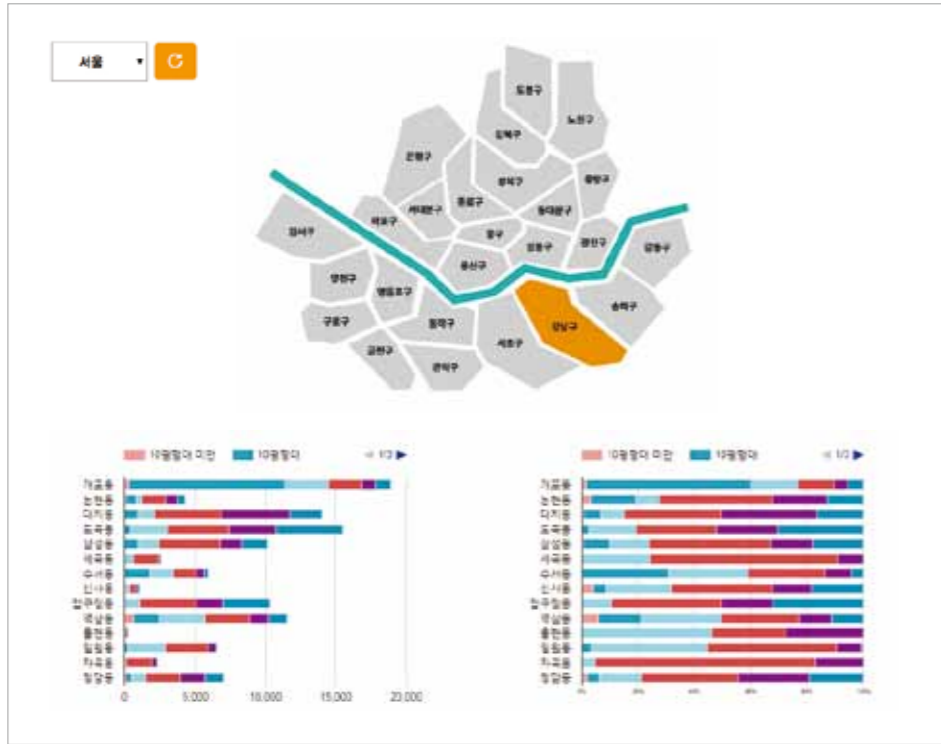 서울
도봉구
노원구
강북구
은평구
성북구
중랑구
종로구
서대문구
동대문구
마포구
중구
강서구
성동구
광진구
강동구
용산구
양천구
영등포구
송파구
구로구
동작구
강남구
서초구
금천구
관악구
10평형대 미만 10평형대 1/3
개포동
논현동
대치동
도곡동
삼성동
세곡동
수서동
신사동
압구정동
역삼동
율현동
일원동
자곡동
청담동
0 5,000 10,000 15,000 20,000
10평형대 미만 10평형대 1/3
개포동
논현동
대치동
도곡동
삼성동
세곡동
수서동
신사동
압구정동
역삼동
율현동
일원동
자곡동
청담동